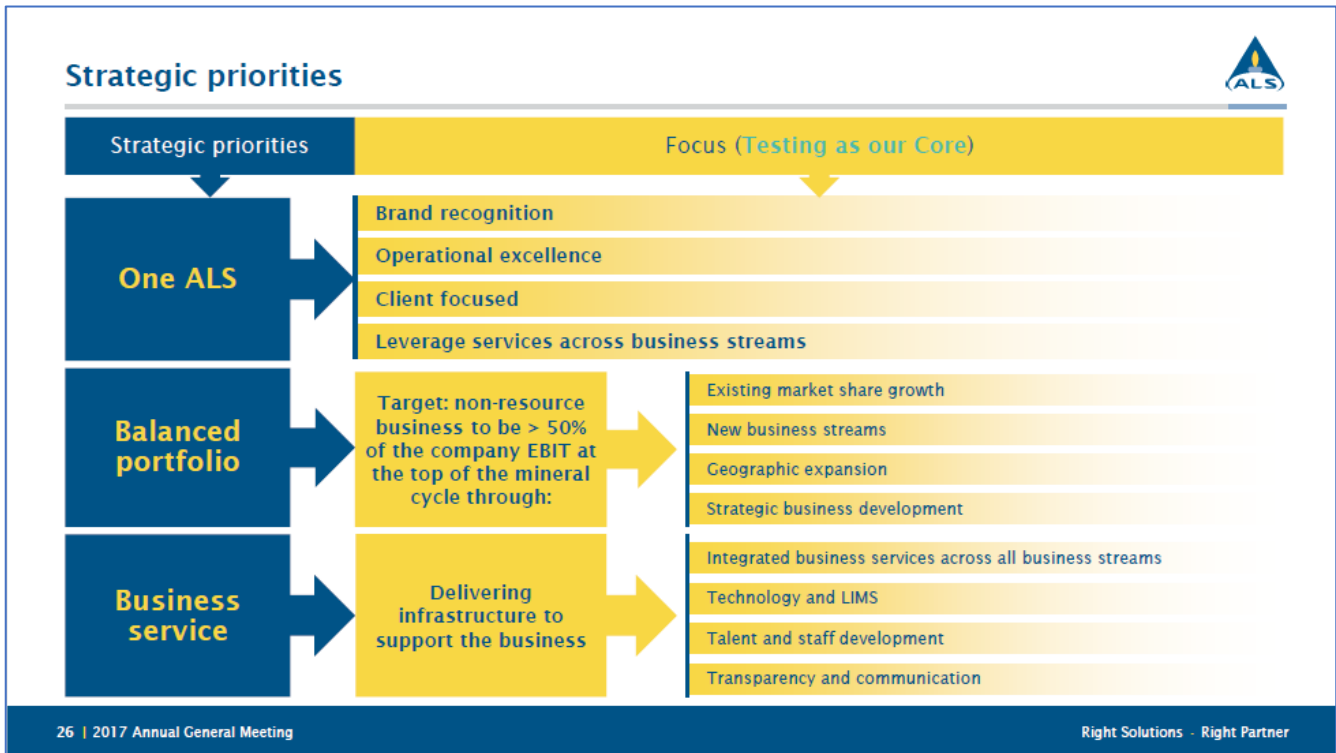 Strategic priorities
ALS
Strategic priorities
Focus (Testing as our Core)
One ALS
Brand recognition
Operational excellence
Client focused
Leverage services across business streams
Balanced
portfolio
Target: non-resource
business to be > 50%
of the company EBIT at
the top of the mineral
cycle through:
Existing market share growth
New business streams
Geographic expansion
Strategic business development
Business
service
Delivering
infrastructure to
support the business
Integrated business services across all business streams
Technology and LIMS
Talent and staff development
Transparency and communication
26 | 2017 Annual General Meeting
Right Solutions - Right Partner